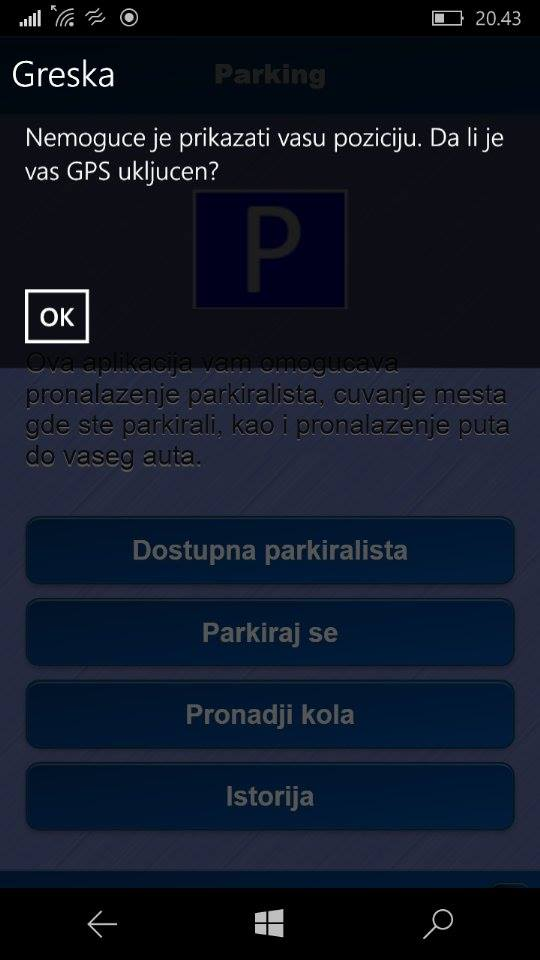 20.43
Parking
Greska
Nemoguce je prikazati vasu poziciju. Da li je
vas GPS ukljucen?
P
OK
Ova aplikacija vam omogucava
pronalazenje parkiralista, cuvanje mesta
gde ste parkirali, kao i pronalazenje puta
do vaseg auta.
Dostupna parkiralista
Parkiraj se
Pronadji kola
Istorija